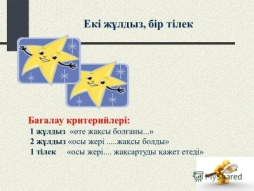 Екі жұлдыз, бір тілек
Бағалау критерийлері:
1 жұлдыз «өте жақсы болғаны...»
2 жұлдыз «осы жері .....жақсы болды»
1 тілек «осы жері.... жақсартуды қажет етеді»
myshared